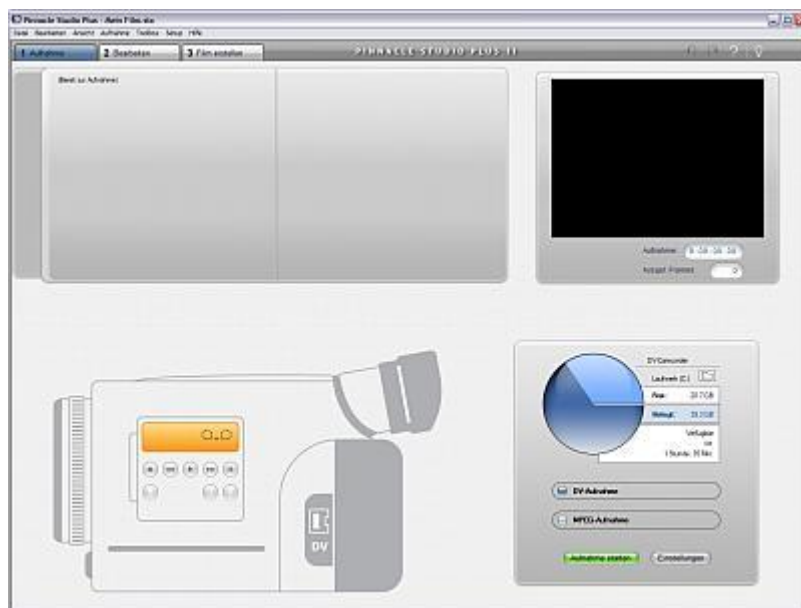 Pinnacle Studio Plus - Mein Film.stx
Datei Bearbeiten Ansicht Aufnahme Toolbox Setup Hilfe
1 Aufnahme 2 Bearbeiten 3 Film erstellen PINNACLE STUDIO PLUS 11
Bereit zur Aufnahme
Aufnahme:
Ausgel. Frames: 0
DV-Camcorder
Laufwerk (C:)
Belegt:
Verfügbar
DV
DV-Aufnahme
MPEG-Aufnahme
Aufnahme starten Einstellungen